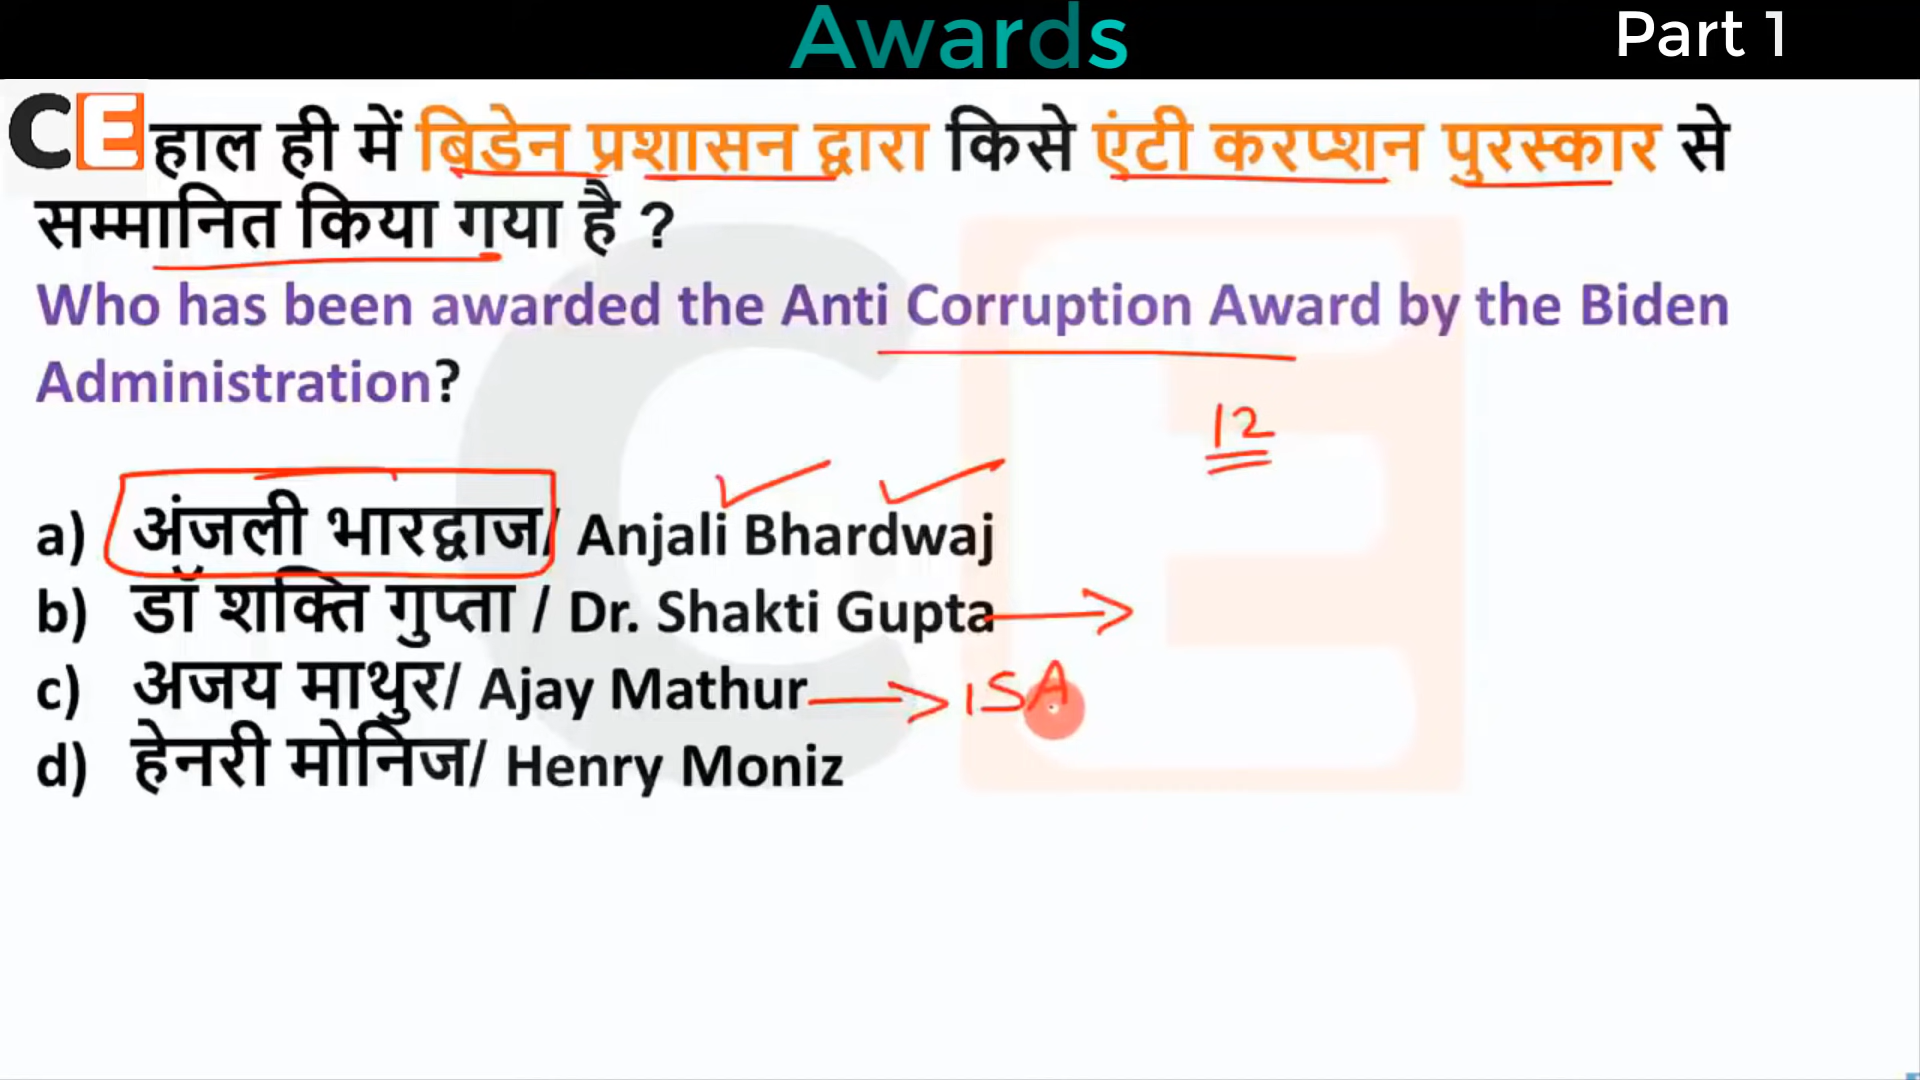 Awards
Part 1
CE हाल ही में बिडेन प्रशासन द्वारा किसे एंटी करप्शन पुरस्कार से
सम्मानित किया गया है ?
Who has been awarded the Anti Corruption Award by the Biden
Administration?
12
a) अंजली भारद्वाज/ Anjali Bhardwaj
b) डॉ शक्ति गुप्ता / Dr. Shakti Gupta
c) अजय माथुर/ Ajay Mathur ISA
d) हेनरी मोनिज/ Henry Moniz